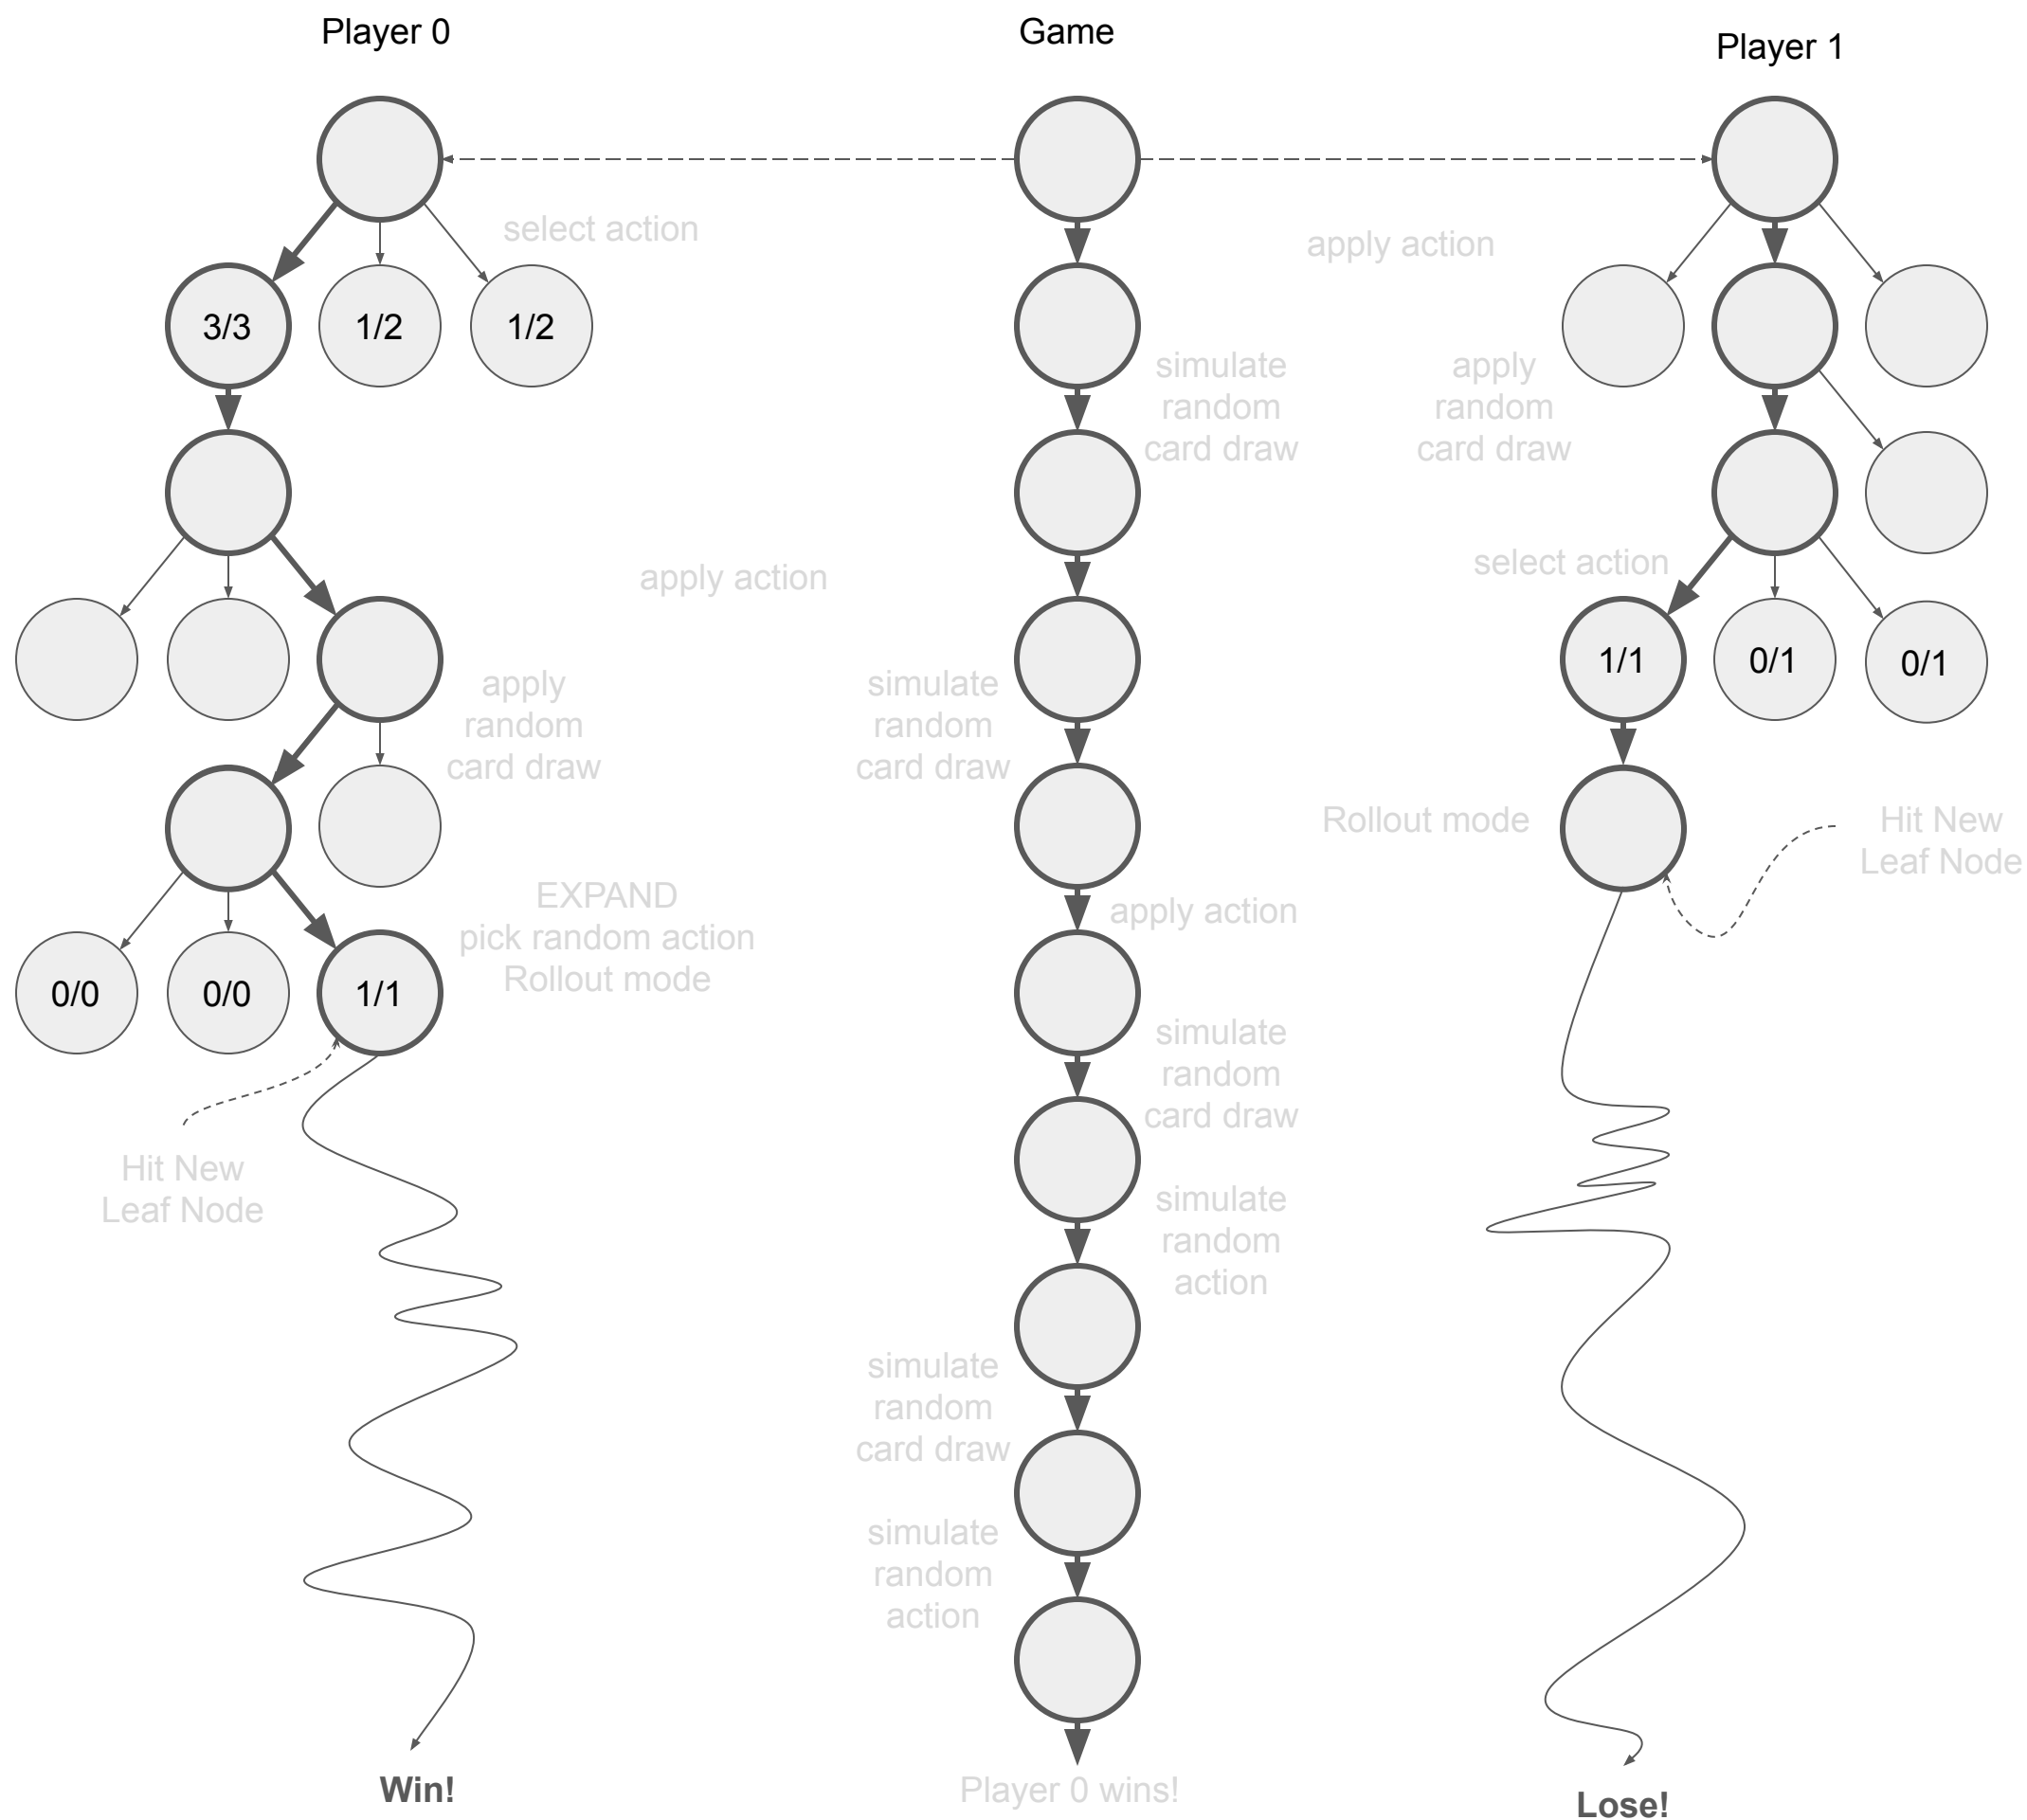 Player 0
Game
Player 1
select action
apply action
3/3
1/2
1/2
simulate
random
card draw
apply
random
card draw
apply action
select action
apply
random
card draw
simulate
random
card draw
1/1
0/1
0/1
Rollout mode
Hit New
Leaf Node
EXPAND
pick random action
Rollout mode
apply action
0/0
0/0
1/1
simulate
random
card draw
Hit New
Leaf Node
simulate
random
action
simulate
random
card draw
simulate
random
action
Win!
Player 0 wins!
Lose!